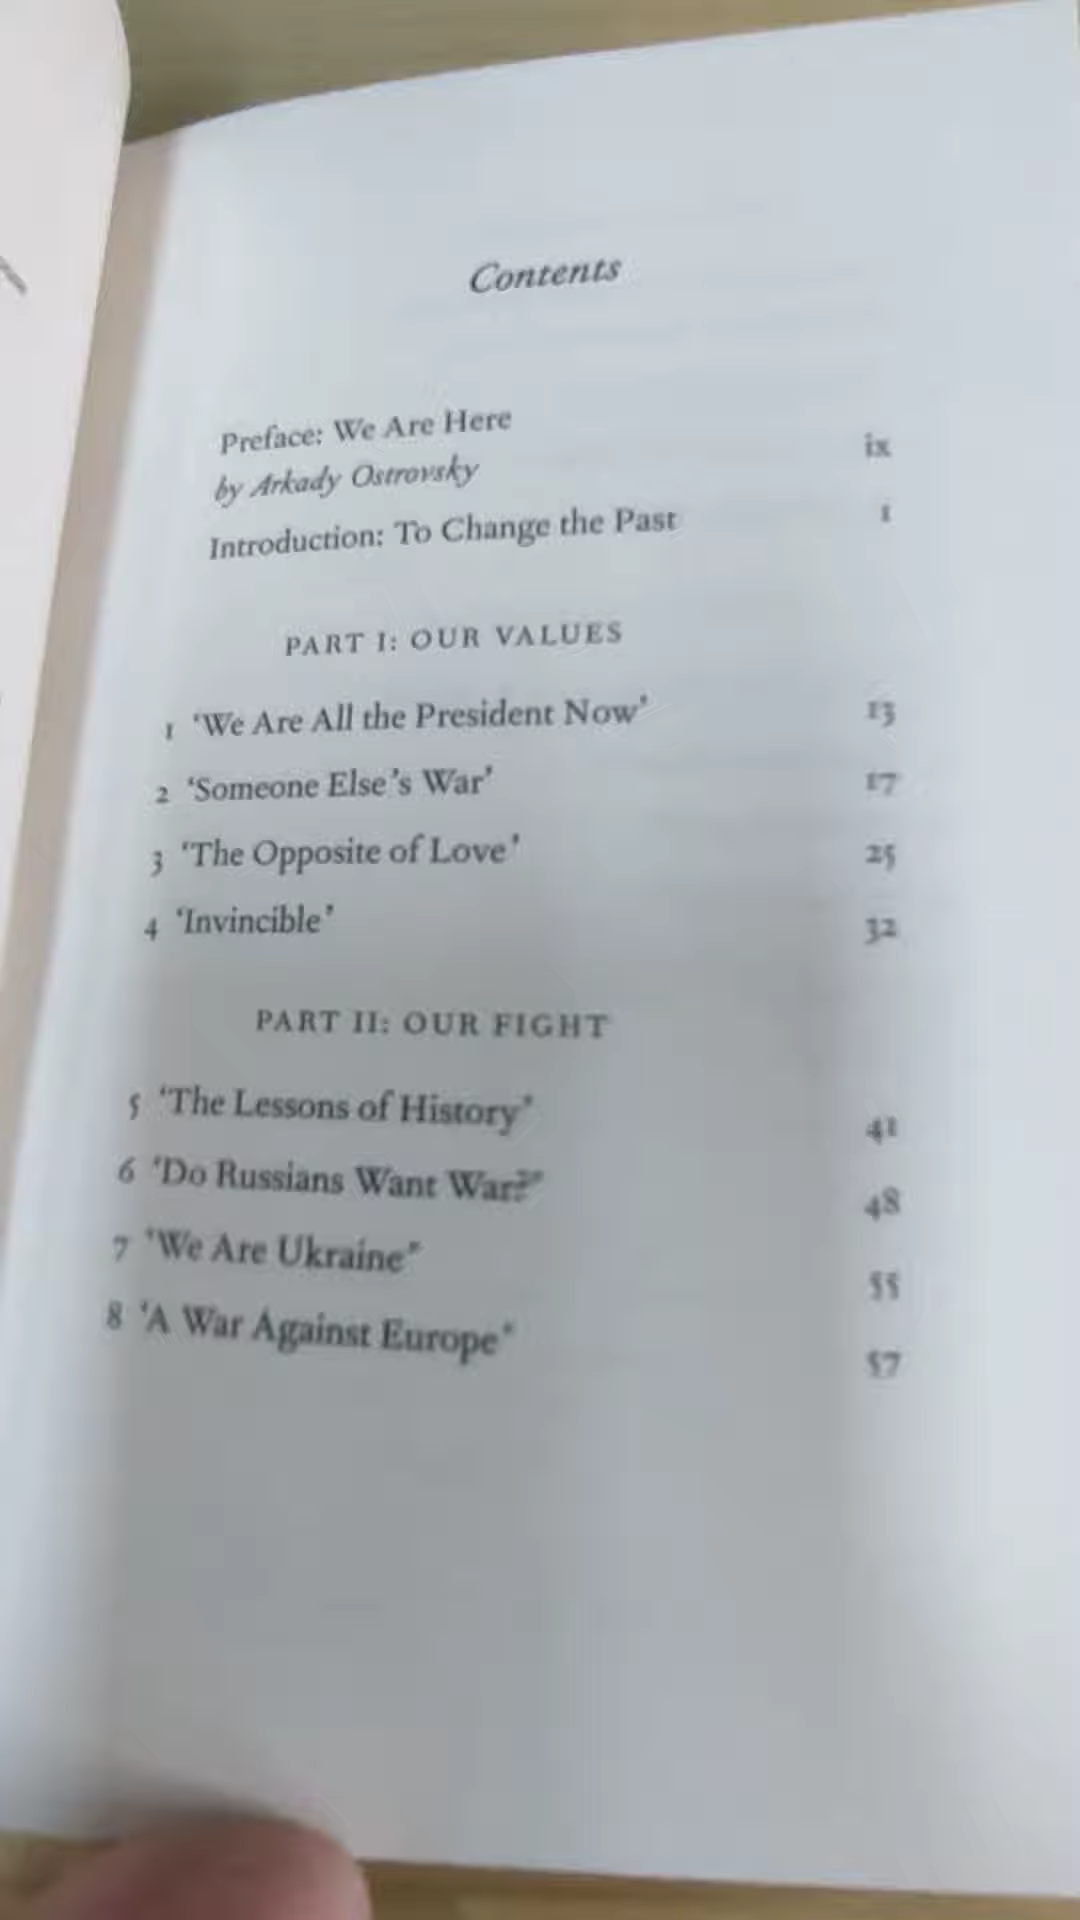 Contents
Preface: We Are Here
by Arkady Ostrovsky ix
Introduction: To Change the Past 1
PART I: OUR VALUES
1 ‘We Are All the President Now’ 13
2 ‘Someone Else’s War’ 17
3 ‘The Opposite of Love’ 25
4 ‘Invincible’ 32
PART II: OUR FIGHT
5 ‘The Lessons of History’ 41
6 ‘Do Russians Want War?’ 48
7 ‘We Are Ukraine’ 55
8 ‘A War Against Europe’ 57